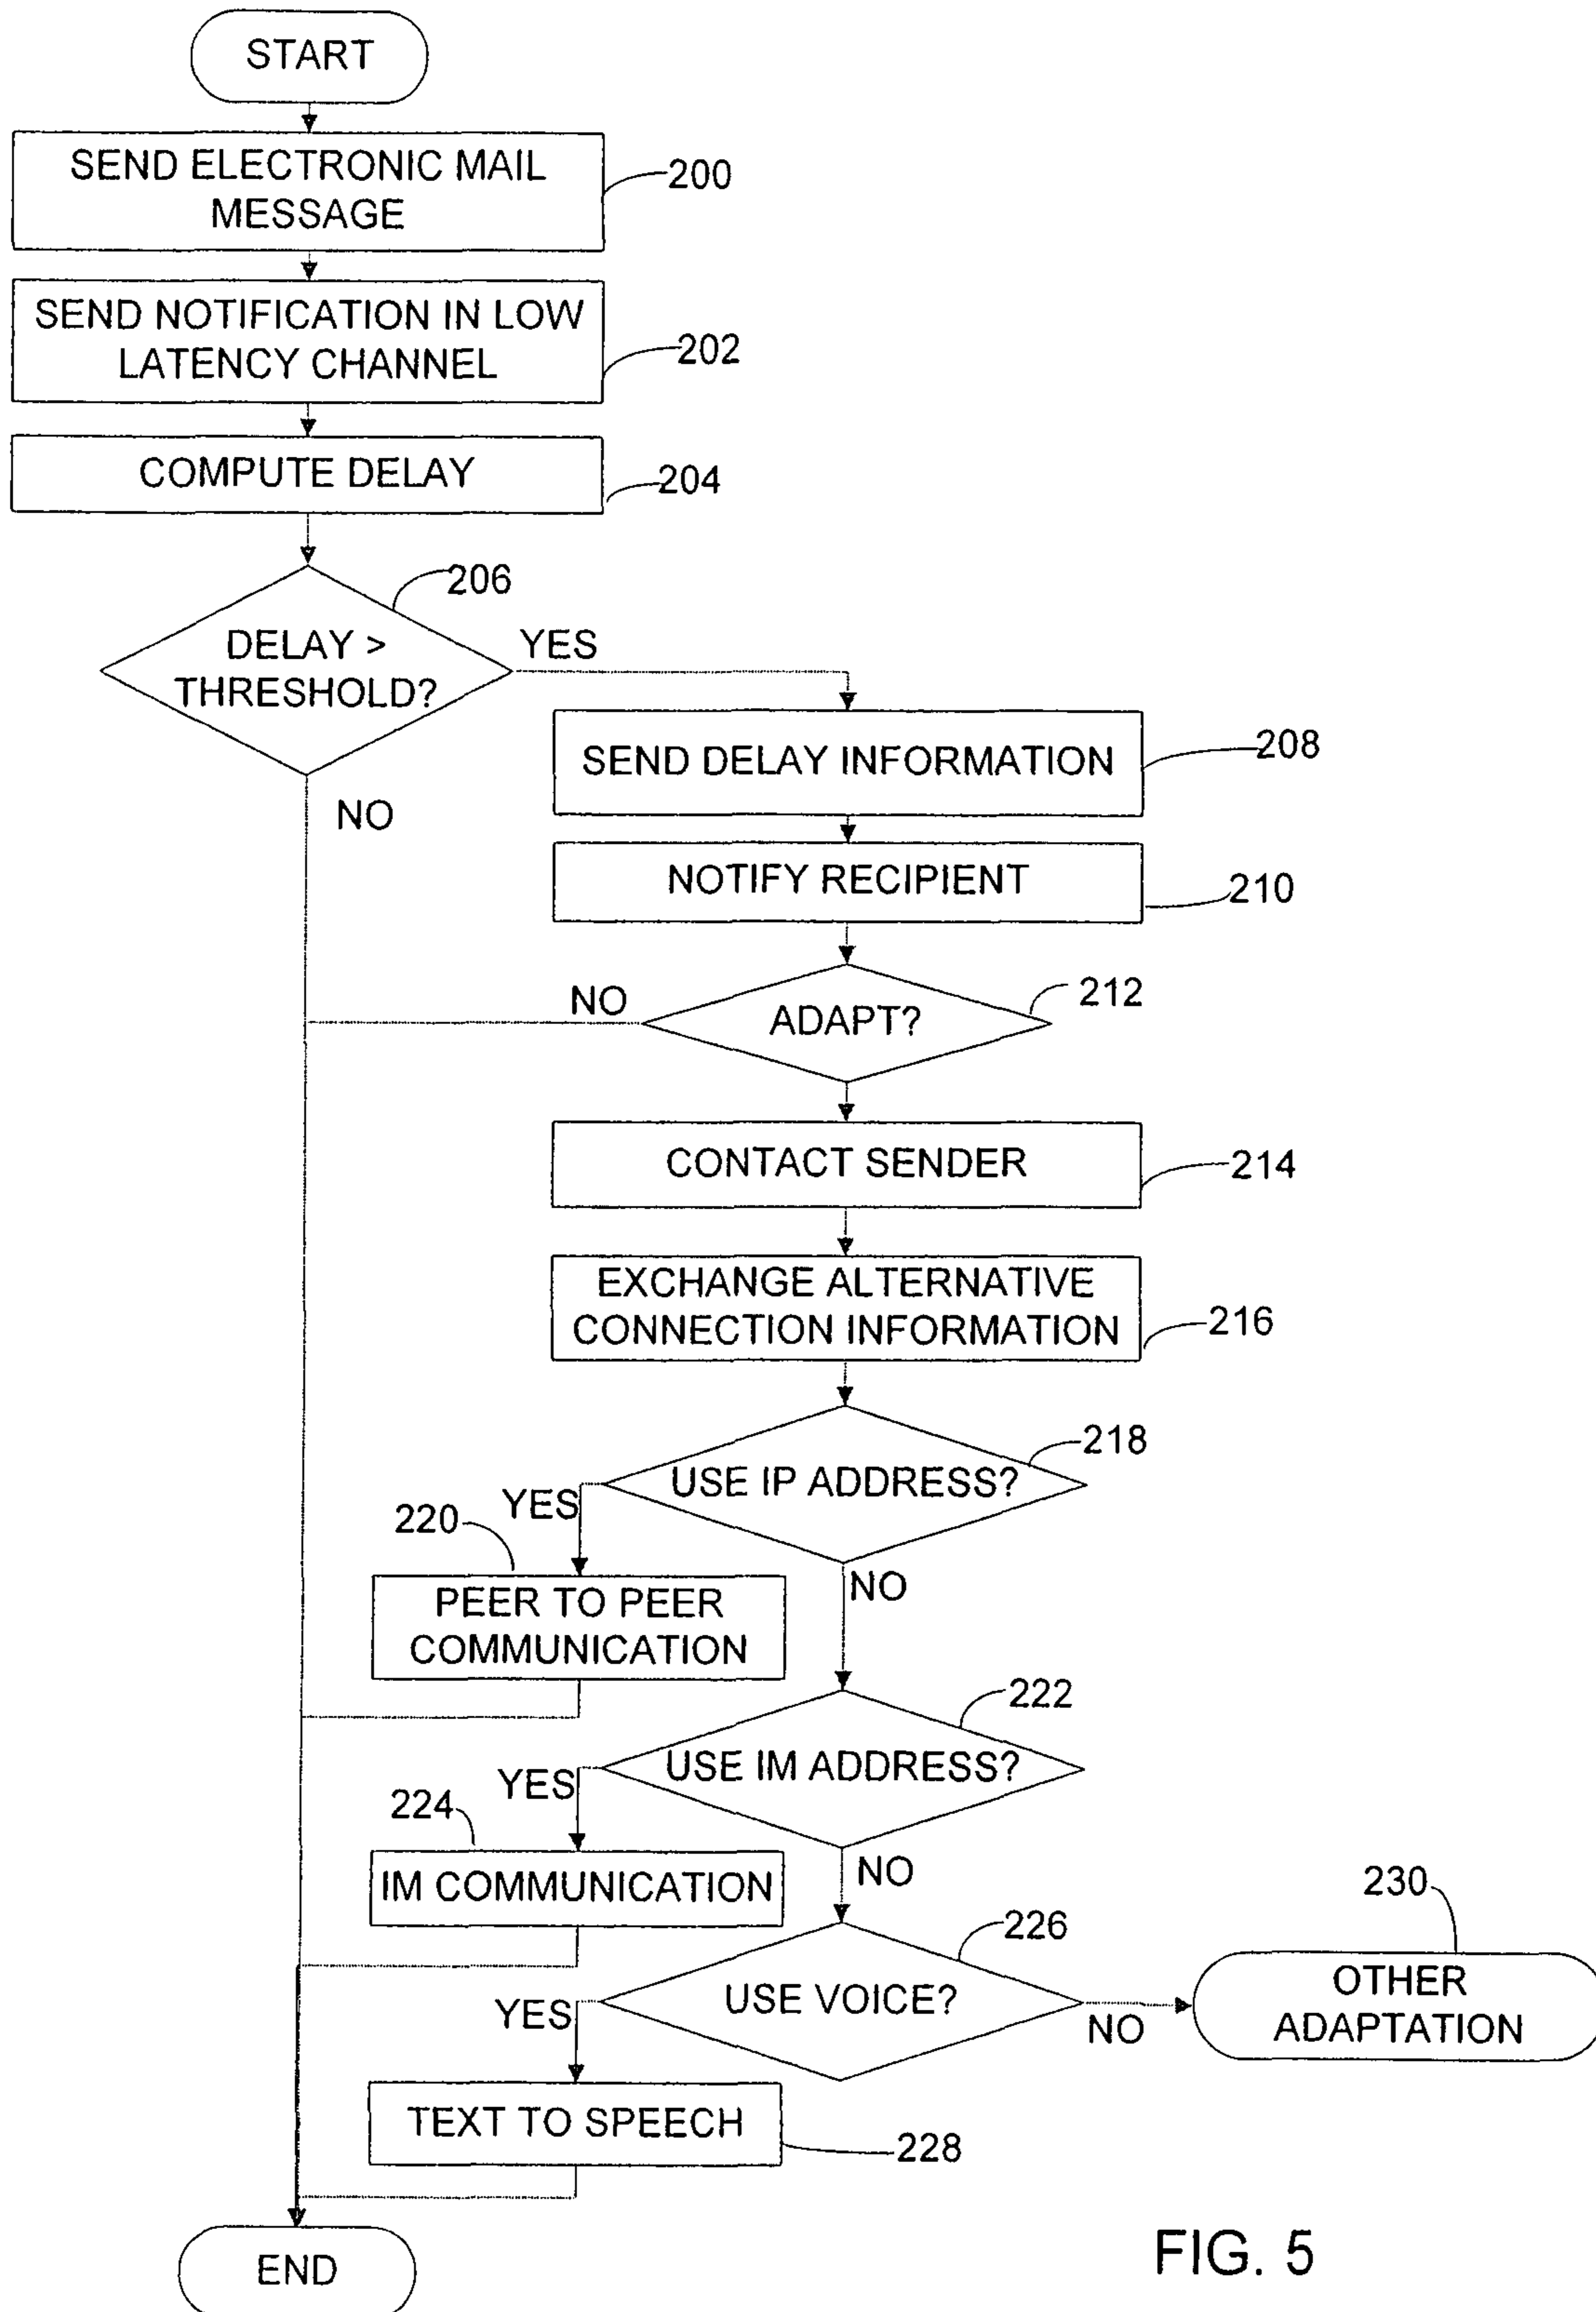 START
SEND ELECTRONIC MAIL
MESSAGE
200
SEND NOTIFICATION IN LOW
LATENCY CHANNEL
202
COMPUTE DELAY
204
206
DELAY >
THRESHOLD?
YES
NO
SEND DELAY INFORMATION
208
NOTIFY RECIPIENT
210
ADAPT?
212
NO
CONTACT SENDER
214
EXCHANGE ALTERNATIVE
CONNECTION INFORMATION
216
USE IP ADDRESS?
218
YES
220
NO
PEER TO PEER
COMMUNICATION
222
USE IM ADDRESS?
YES
224
NO
IM COMMUNICATION
226
USE VOICE?
YES
NO
230
OTHER
ADAPTATION
TEXT TO SPEECH
228
END
FIG. 5